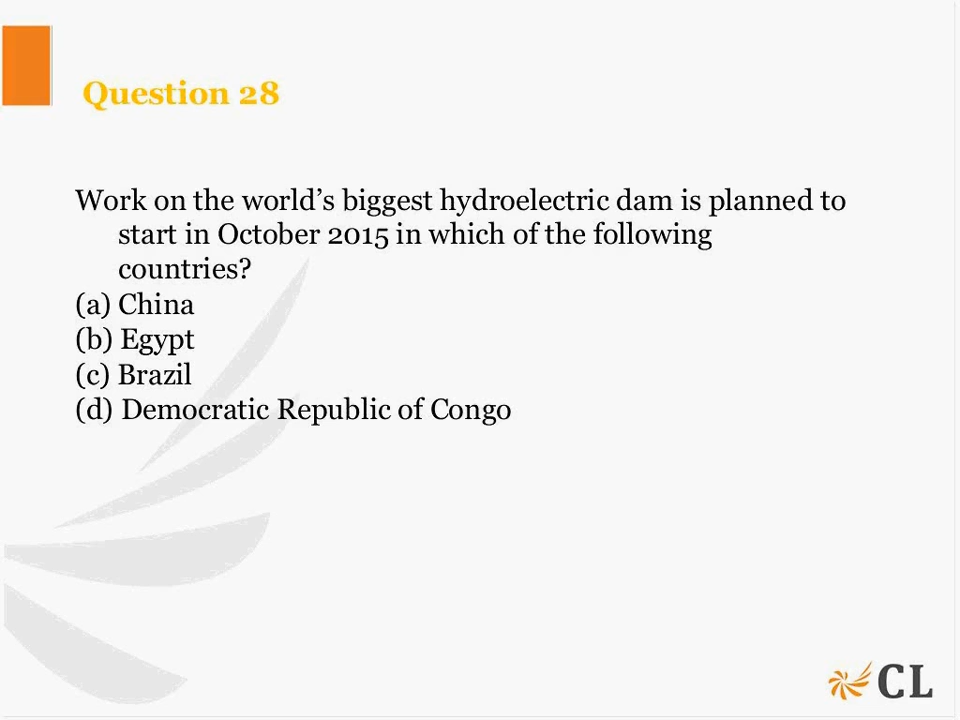 Question 28
Work on the world’s biggest hydroelectric dam is planned to
start in October 2015 in which of the following
countries?
(a) China
(b) Egypt
(c) Brazil
(d) Democratic Republic of Congo
CL